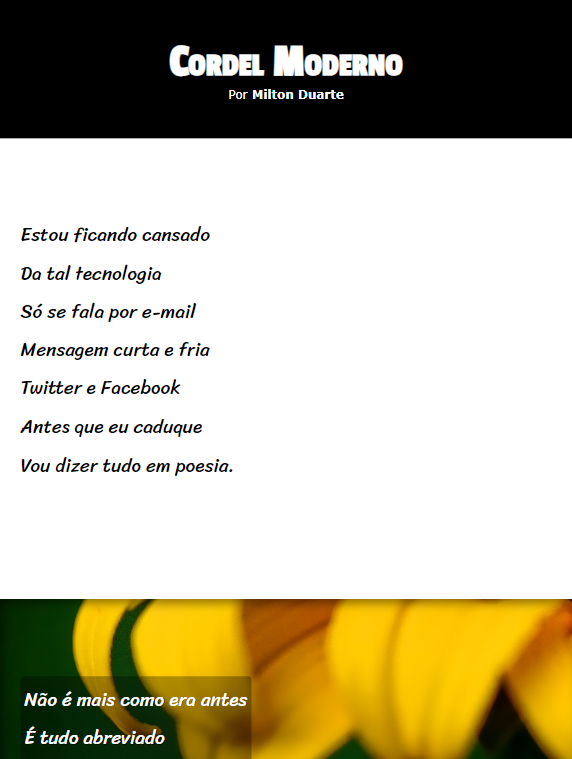 Cordel Moderno
Por Milton Duarte
Estou ficando cansado
Da tal tecnologia
Só se fala por e-mail
Mensagem curta e fria
Twitter e Facebook
Antes que eu caduque
Vou dizer tudo em poesia.
Não é mais como era antes
É tudo abreviado